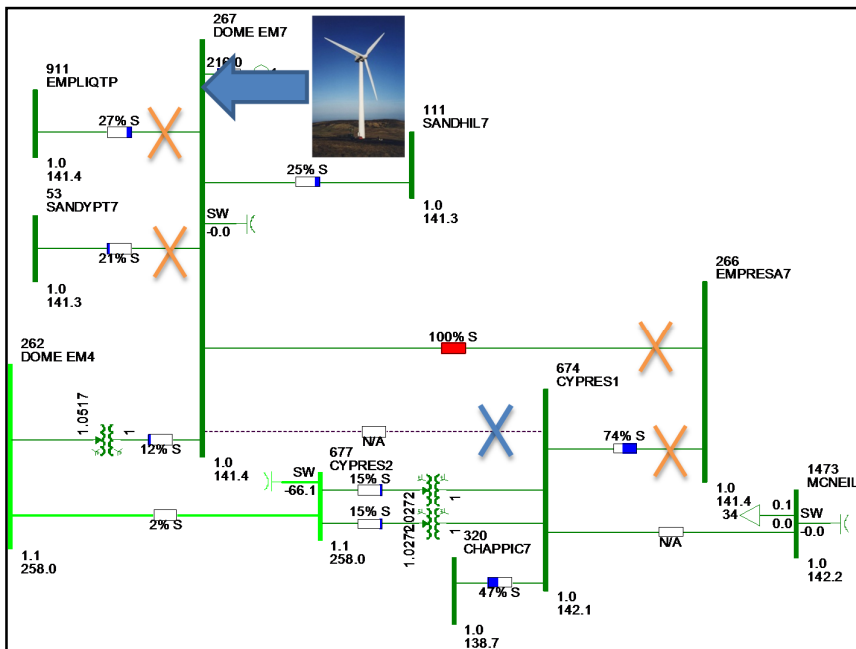 267
DOME EM7
911
EMPLIQTP
27% S
1.0
141.4
111
SANDHIL7
25% S
1.0
141.3
53
SANDYPT7
21% S
1.0
141.3
SW
-0.0
266
EMPRESA7
100% S
262
DOME EM4
1.0517
1
12% S
1.0
141.4
N/A
674
CYPRES1
74% S
1.0
141.4
677
CYPRES2
SW
-66.1
15% S
1
15% S
1
2% S
1.1
258.0
1.1
258.0
320
CHAPPIC7
47% S
1.0
138.7
1.0
142.1
N/A
1473
MCNEIL
34
0.1
0.0
SW
-0.0
1.0
142.2